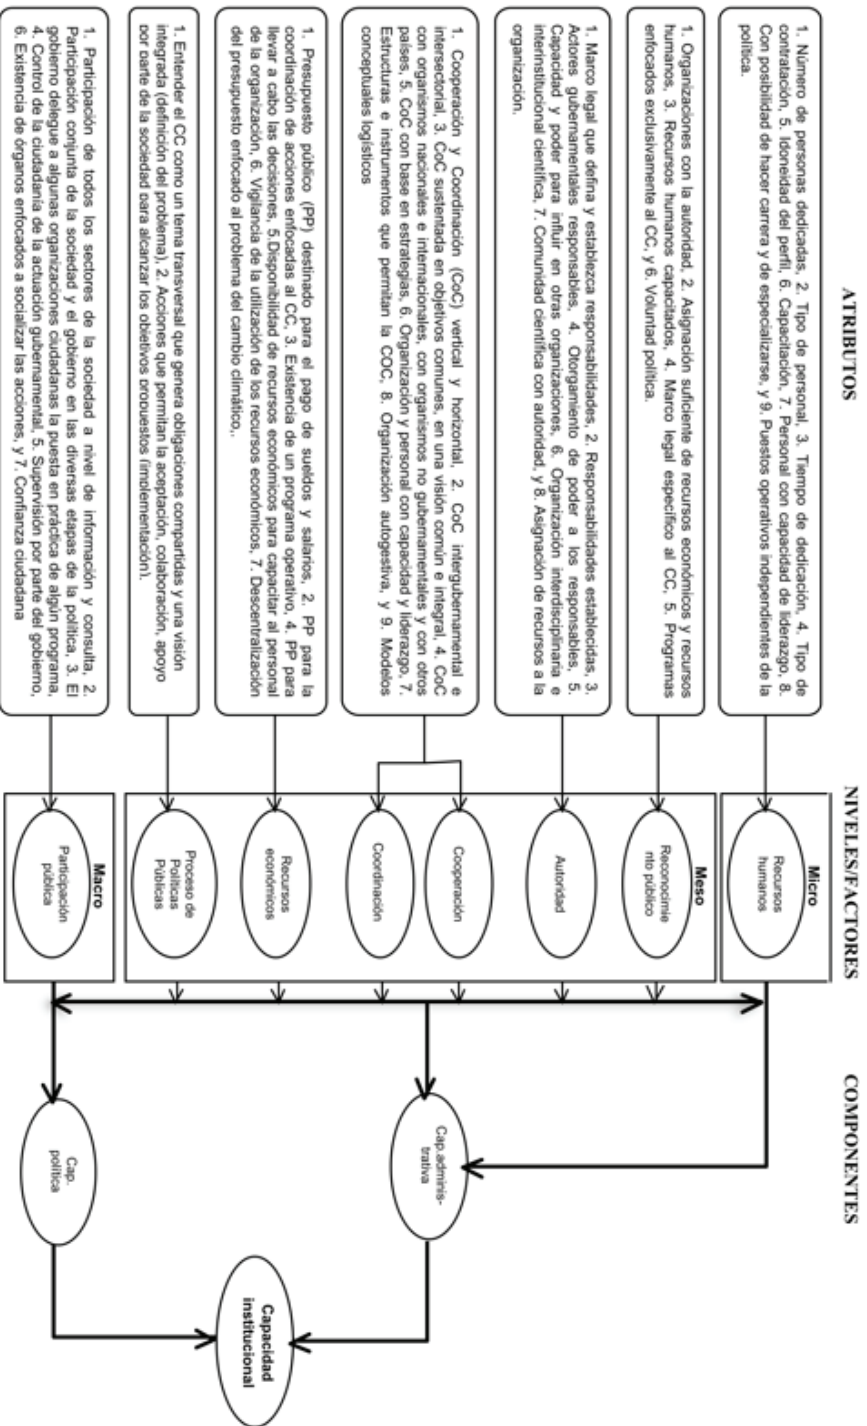 ATRIBUTOS
NIVELES/FACTORES
COMPONENTES
1. Número de personas dedicadas, 2. Tipo de personal, 3. Tiempo de dedicación, 4. Tipo de
contratación, 5. Idoneidad del perfil, 6. Capacitación, 7. Personal con capacidad de liderazgo, 8.
Con posibilidad de hacer carrera y de especializarse, y 9. Puestos operativos independientes de la
política.
Micro
Recursos
humanos
1. Organizaciones con la autoridad, 2. Asignación suficiente de recursos económicos y recursos
humanos, 3. Recursos humanos capacitados, 4. Marco legal específico al CC, 5. Programas
enfocados exclusivamente al CC, y 6. Voluntad política.
Meso
Reconocimie
nto público
1. Marco legal que defina y establezca responsabilidades, 2. Responsabilidades establecidas, 3.
Actores gubernamentales responsables, 4. Otorgamiento de poder a los responsables, 5.
Capacidad y poder para influir en otras organizaciones, 6. Organización interdisciplinaria e
interinstitucional científica, 7. Comunidad científica con autoridad, y 8. Asignación de recursos a la
organización.
Autoridad
1. Cooperación y Coordinación (CoC) vertical y horizontal, 2. CoC intergubernamental e
intersectorial, 3. CoC sustentada en objetivos comunes, en una visión común e integral, 4. CoC
con organismos nacionales e internacionales, con organismos no gubernamentales y con otros
países, 5. CoC con base en estrategias, 6. Organización y personal con capacidad y liderazgo, 7.
Estructuras e instrumentos que permitan la COC, 8. Organización autogestiva, y 9. Modelos
conceptuales logísticos
Cooperación
Coordinación
1. Presupuesto público (PP) destinado para el pago de sueldos y salarios, 2. PP para la
coordinación de acciones enfocadas al CC, 3. Existencia de un programa operativo, 4. PP para
llevar a cabo las decisiones, 5.Disponibilidad de recursos económicos para capacitar al personal
de la organización, 6. Vigilancia de la utilización de los recursos económicos, 7. Descentralización
del presupuesto enfocado al problema del cambio climático,.
Recursos
económicos
1. Entender el CC como un tema transversal que genera obligaciones compartidas y una visión
integrada (definición del problema), 2. Acciones que permitan la aceptación, colaboración, apoyo
por parte de la sociedad para alcanzar los objetivos propuestos (implementación).
Proceso de
Políticas
Públicas
1. Participación de todos los sectores de la sociedad a nivel de información y consulta, 2.
Participación conjunta de la sociedad y el gobierno en las diversas etapas de la política, 3. El
gobierno delegue a algunas organizaciones ciudadanas la puesta en práctica de algún programa,
4. Control de la ciudadanía de la actuación gubernamental, 5. Supervisión por parte del gobierno,
6. Existencia de órganos enfocados a socializar las acciones, y 7. Confianza ciudadana
Macro
Participación
pública
Cap.adminis-
trativa
Cap.
política
Capacidad
institucional